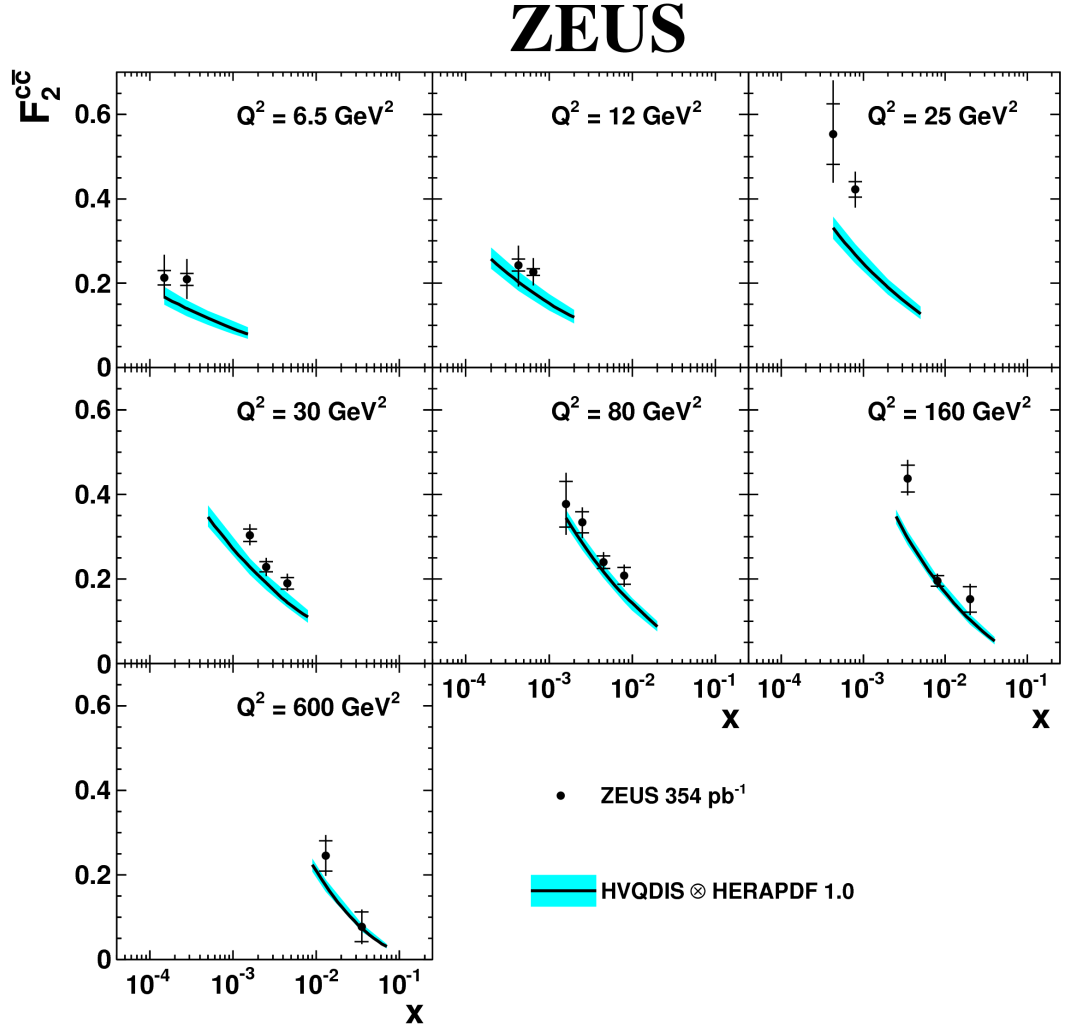 ZEUS
F₂ᶜᶜ̄
Q² = 6.5 GeV²
Q² = 12 GeV²
Q² = 25 GeV²
0.6
0.4
0.2
0
Q² = 30 GeV²
Q² = 80 GeV²
Q² = 160 GeV²
0.6
0.4
0.2
0
10⁻⁴ 10⁻³ 10⁻² 10⁻¹
x
10⁻⁴ 10⁻³ 10⁻² 10⁻¹
x
Q² = 600 GeV²
0.6
0.4
0.2
0
10⁻⁴ 10⁻³ 10⁻² 10⁻¹
x
ZEUS 354 pb⁻¹
HVQDIS ⊗ HERAPDF 1.0